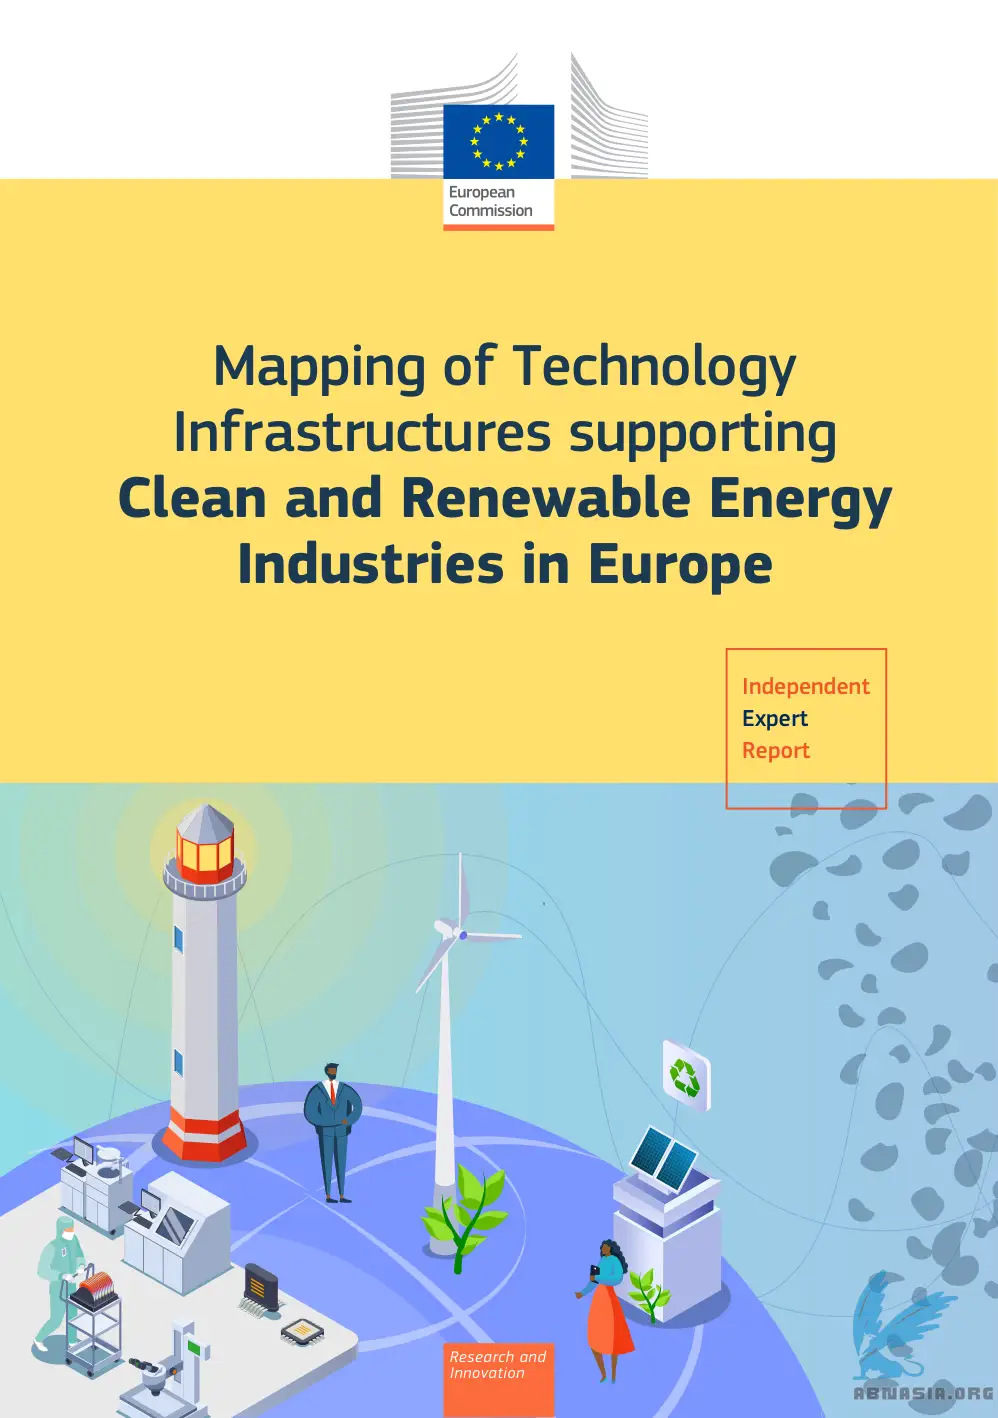 European
Commission
Mapping of Technology
Infrastructures supporting
Clean and Renewable Energy
Industries in Europe
Independent
Expert
Report
Research and
Innovation
ABNASIA.ORG